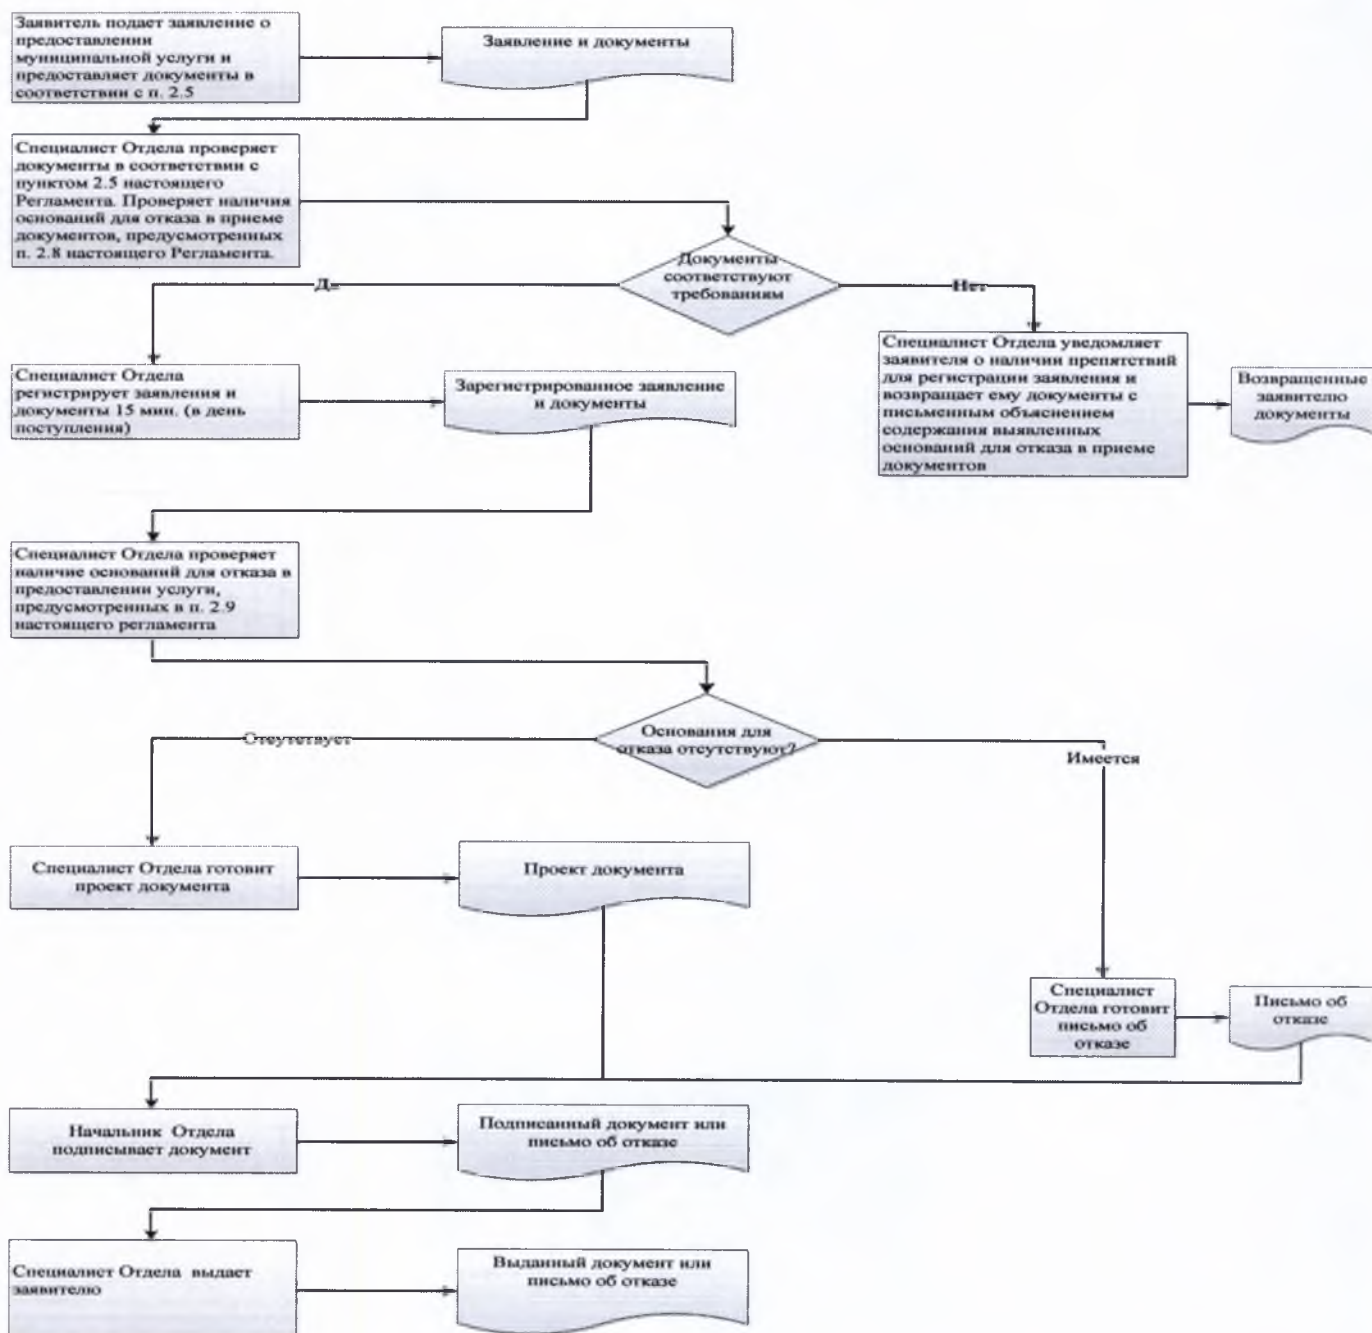 Заявитель подает заявление о
предоставлении
муниципальной услуги и
предоставляет документы в
соответствии с п. 2.5
Заявление и документы
Специалист Отдела проверяет
документы в соответствии с
пунктом 2.5 настоящего
Регламента. Проверяет наличия
оснований для отказа в приеме
документов, предусмотренных
п. 2.8 настоящего Регламента.
Документы
соответствуют
требованиям
Нет
Специалист Отдела
регистрирует заявления и
документы 15 мин. (в день
поступления)
Зарегистрированное заявление
и документы
Специалист Отдела уведомляет
заявителя о наличии препятствий
для регистрации заявления и
возвращает ему документы с
письменным объяснением
содержания выявленных
оснований для отказа в приеме
документов
Возвращенные
заявителю
документы
Специалист Отдела проверяет
наличие оснований для отказа в
предоставлении услуги,
предусмотренных в п. 2.9
настоящего регламента
Основания для
отказа отсутствуют?
Отсутствует
Имеется
Специалист Отдела готовит
проект документа
Проект документа
Специалист
Отдела готовит
письмо об
отказе
Письмо об
отказе
Начальник Отдела
подписывает документ
Подписанный документ или
письмо об отказе
Специалист Отдела выдает
заявителю
Выданный документ или
письмо об отказе